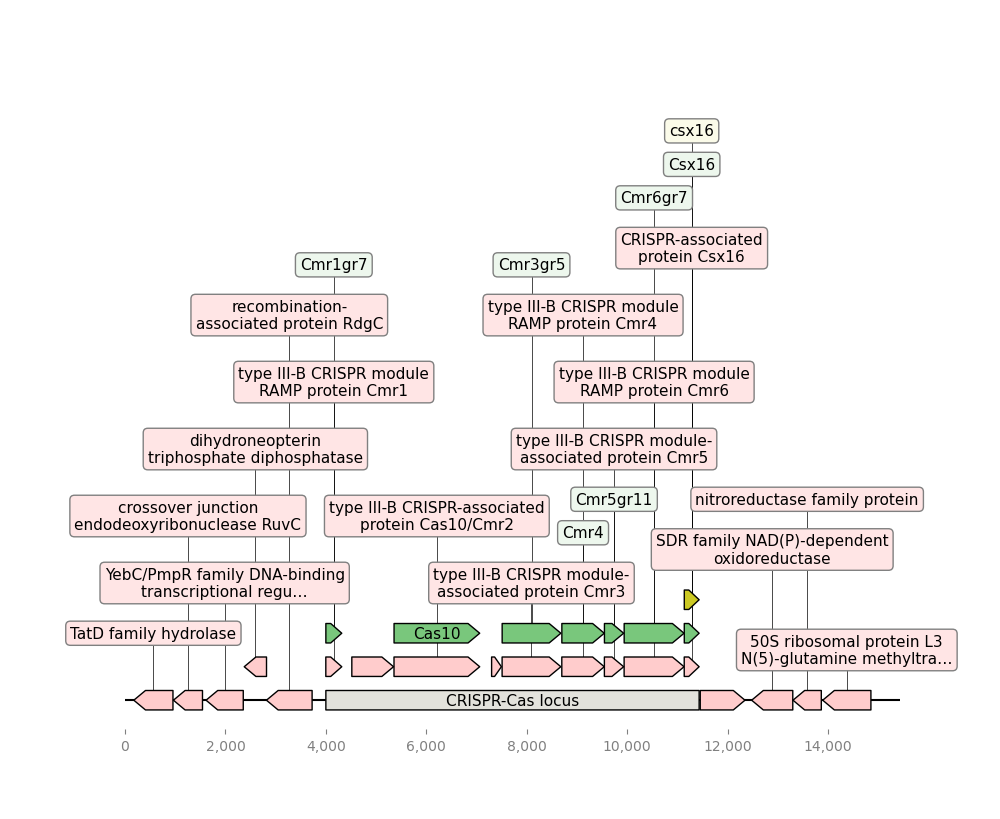 csx16
Csx16
Cmr6gr7
CRISPR-associated
protein Csx16
Cmr1gr7
Cmr3gr5
recombination-
associated protein RdgC
type III-B CRISPR module
RAMP protein Cmr4
type III-B CRISPR module
RAMP protein Cmr1
type III-B CRISPR module
RAMP protein Cmr6
dihydroneopterin
triphosphate diphosphatase
type III-B CRISPR module-
associated protein Cmr5
crossover junction
endodeoxyribonuclease RuvC
type III-B CRISPR-associated
protein Cas10/Cmr2
Cmr5gr11
nitroreductase family protein
Cmr4
SDR family NAD(P)-dependent
oxidoreductase
YebC/PmpR family DNA-binding
transcriptional regu…
type III-B CRISPR module-
associated protein Cmr3
TatD family hydrolase
Cas10
50S ribosomal protein L3
N(5)-glutamine methyltra…
CRISPR-Cas locus
0
2,000
4,000
6,000
8,000
10,000
12,000
14,000